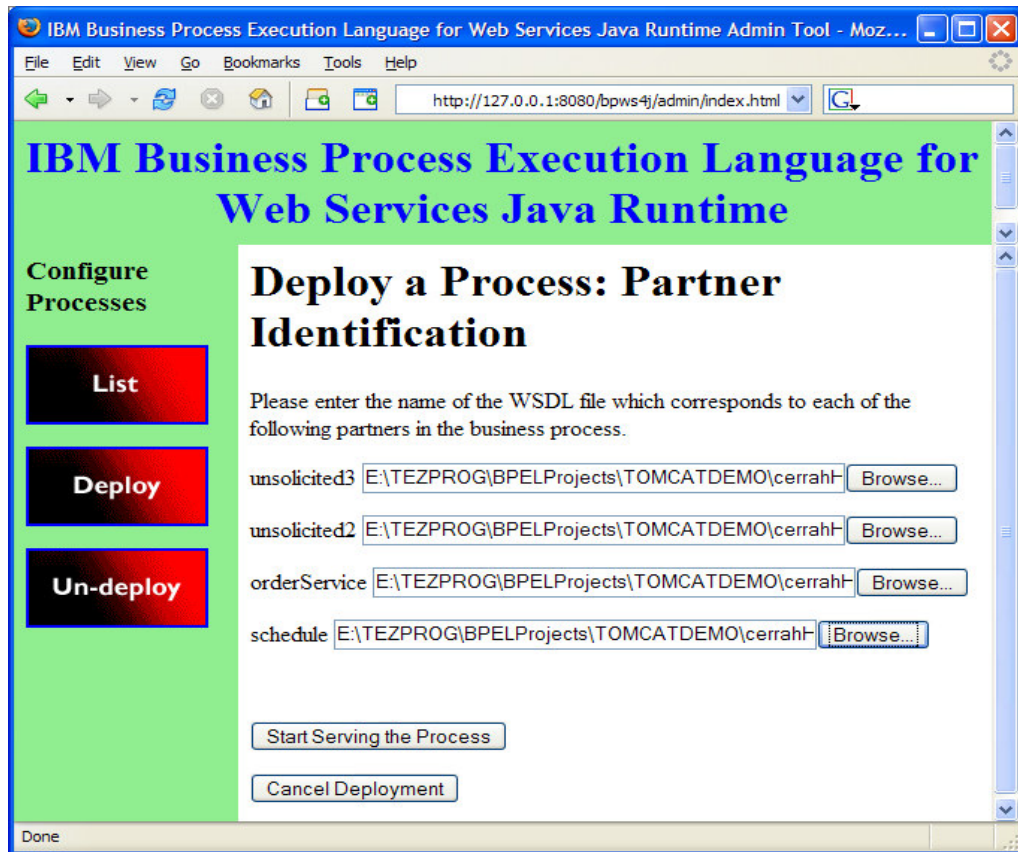 IBM Business Process Execution Language for Web Services Java Runtime Admin Tool - Moz...
File Edit View Go Bookmarks Tools Help
http://127.0.0.1:8080/bpws4j/admin/index.html G
IBM Business Process Execution Language for
Web Services Java Runtime
Configure
Processes
List
Deploy
Un-deploy
Deploy a Process: Partner
Identification
Please enter the name of the WSDL file which corresponds to each of the
following partners in the business process.
unsolicited3 E:\TEZPROG\BPELProjects\TOMCATDEMO\cerrahH Browse...
unsolicited2 E:\TEZPROG\BPELProjects\TOMCATDEMO\cerrahH Browse...
orderService E:\TEZPROG\BPELProjects\TOMCATDEMO\cerrahH Browse...
schedule E:\TEZPROG\BPELProjects\TOMCATDEMO\cerrahH Browse...
Start Serving the Process
Cancel Deployment
Done